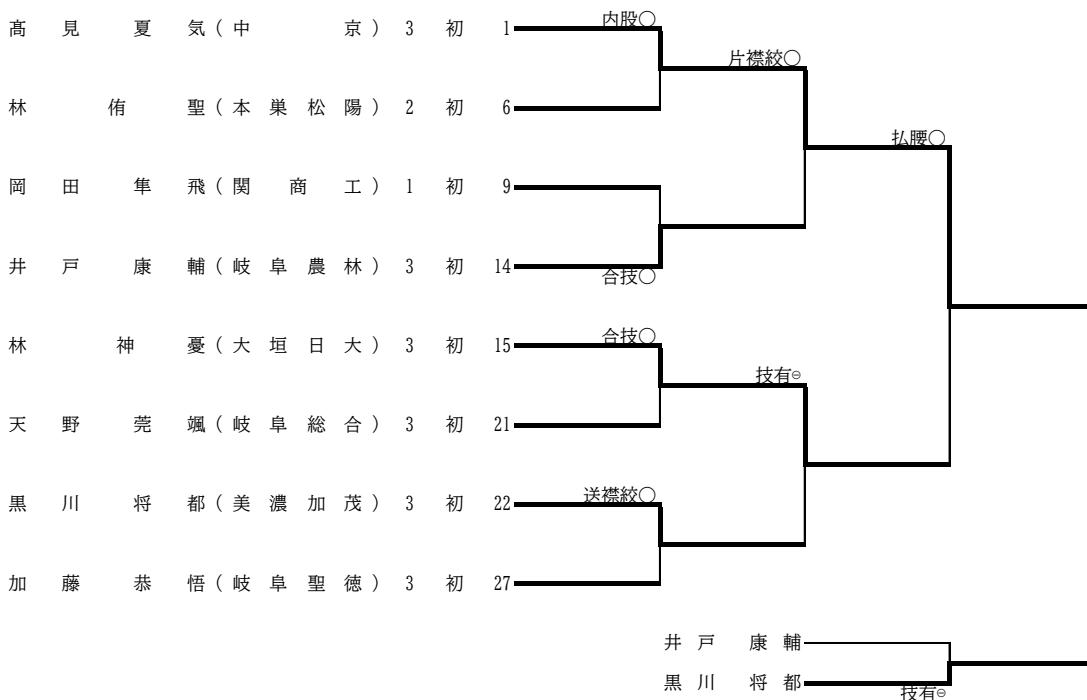 内股○
髙見夏気(中京) 3 初 1
片襟絞○
林侑聖(本巣松陽) 2 初 6
払腰○
岡田隼飛(関商工) 1 初 9
井戸康輔(岐阜農林) 3 初 14
合技○
合技○
林神憂(大垣日大) 3 初 15
技有⊖
天野莞颯(岐阜総合) 3 初 21
送襟絞○
黒川将都(美濃加茂) 3 初 22
加藤恭悟(岐阜聖徳) 3 初 27
井戸康輔
黒川将都
技有⊖